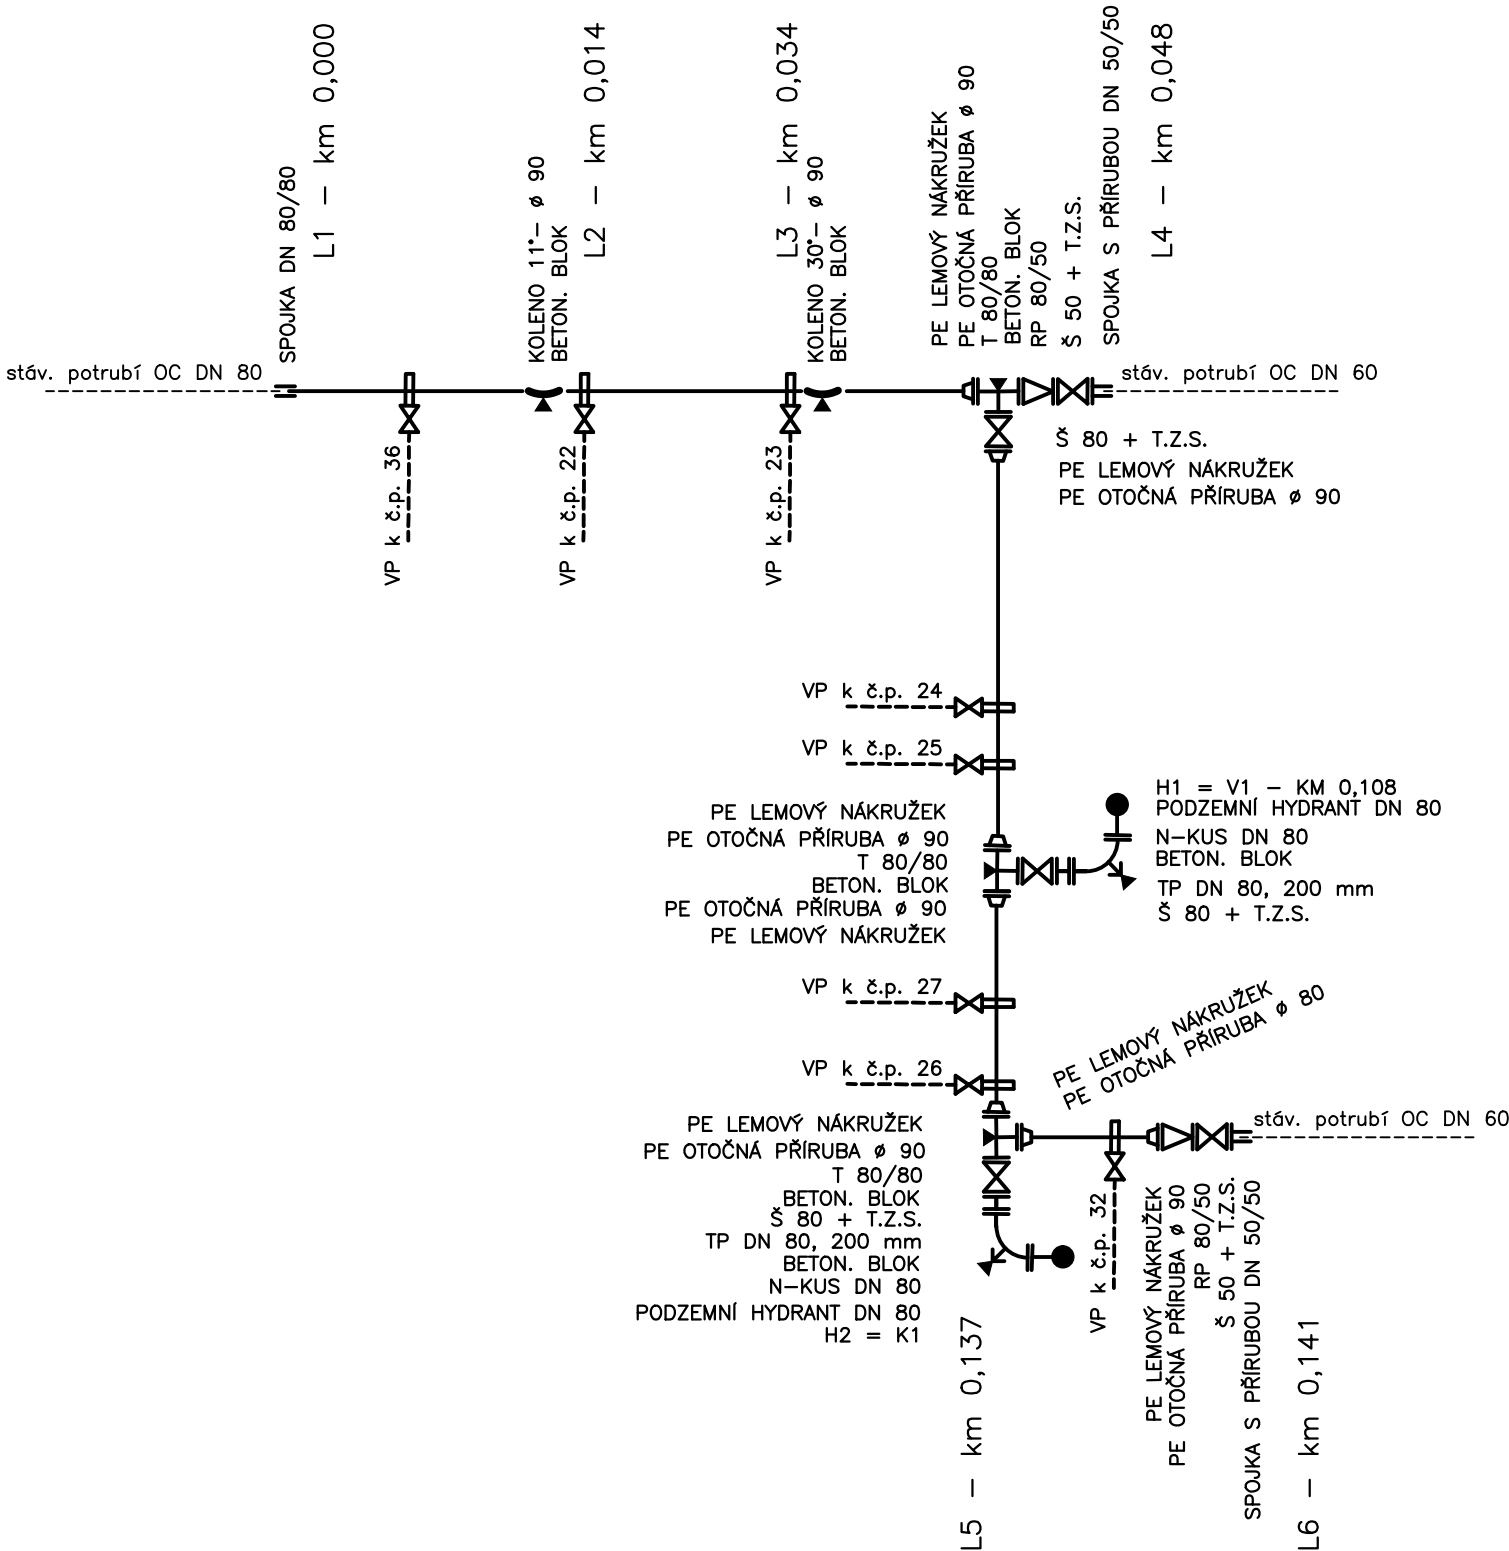 SPOJKA DN 80/80
L1 – km 0,000
KOLENO 11°– ø 90
BETON. BLOK
L2 – km 0,014
L3 – km 0,034
KOLENO 30°– ø 90
BETON. BLOK
PE LEMOVÝ NÁKRUŽEK
PE OTOČNÁ PŘÍRUBA ø 90
T 80/80
BETON. BLOK
RP 80/50
Š 50 + T.Z.S.
SPOJKA S PŘÍRUBOU DN 50/50
L4 – km 0,048
stáv. potrubí OC DN 80
stáv. potrubí OC DN 60
VP k č.p. 36
VP k č.p. 22
VP k č.p. 23
Š 80 + T.Z.S.
PE LEMOVÝ NÁKRUŽEK
PE OTOČNÁ PŘÍRUBA ø 90
VP k č.p. 24
VP k č.p. 25
PE LEMOVÝ NÁKRUŽEK
PE OTOČNÁ PŘÍRUBA ø 90
T 80/80
BETON. BLOK
PE OTOČNÁ PŘÍRUBA ø 90
PE LEMOVÝ NÁKRUŽEK
H1 = V1 – KM 0,108
PODZEMNÍ HYDRANT DN 80
N–KUS DN 80
BETON. BLOK
TP DN 80, 200 mm
Š 80 + T.Z.S.
VP k č.p. 27
VP k č.p. 26
PE LEMOVÝ NÁKRUŽEK
PE OTOČNÁ PŘÍRUBA ø 80
stáv. potrubí OC DN 60
PE LEMOVÝ NÁKRUŽEK
PE OTOČNÁ PŘÍRUBA ø 90
T 80/80
BETON. BLOK
Š 80 + T.Z.S.
TP DN 80, 200 mm
BETON. BLOK
N–KUS DN 80
PODZEMNÍ HYDRANT DN 80
H2 = K1
L5 – km 0,137
VP k č.p. 32
PE LEMOVÝ NÁKRUŽEK
PE OTOČNÁ PŘÍRUBA ø 90
RP 80/50
Š 50 + T.Z.S.
SPOJKA S PŘÍRUBOU DN 50/50
L6 – km 0,141